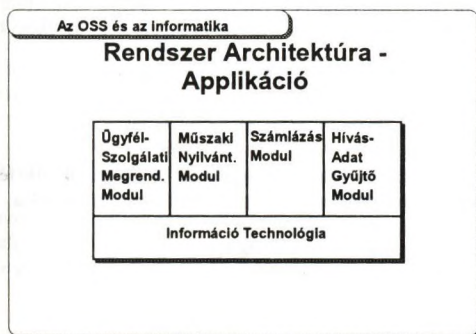 Az OSS és az informatika
Rendszer Architektúra -
Applikáció
Ügyfél-
Szolgálati
Megrend.
Modul
Műszaki
Nyilvánt.
Modul
Számlázás
Modul
Hívás-
Adat
Gyűjtő
Modul
Információ Technológia